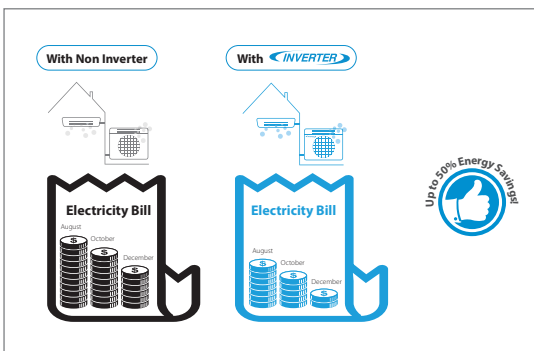 With Non Inverter
With INVERTER
Up to 50% Energy Savings!
Electricity Bill
August
October
December
$
$
$
Electricity Bill
August
October
December
$
$
$